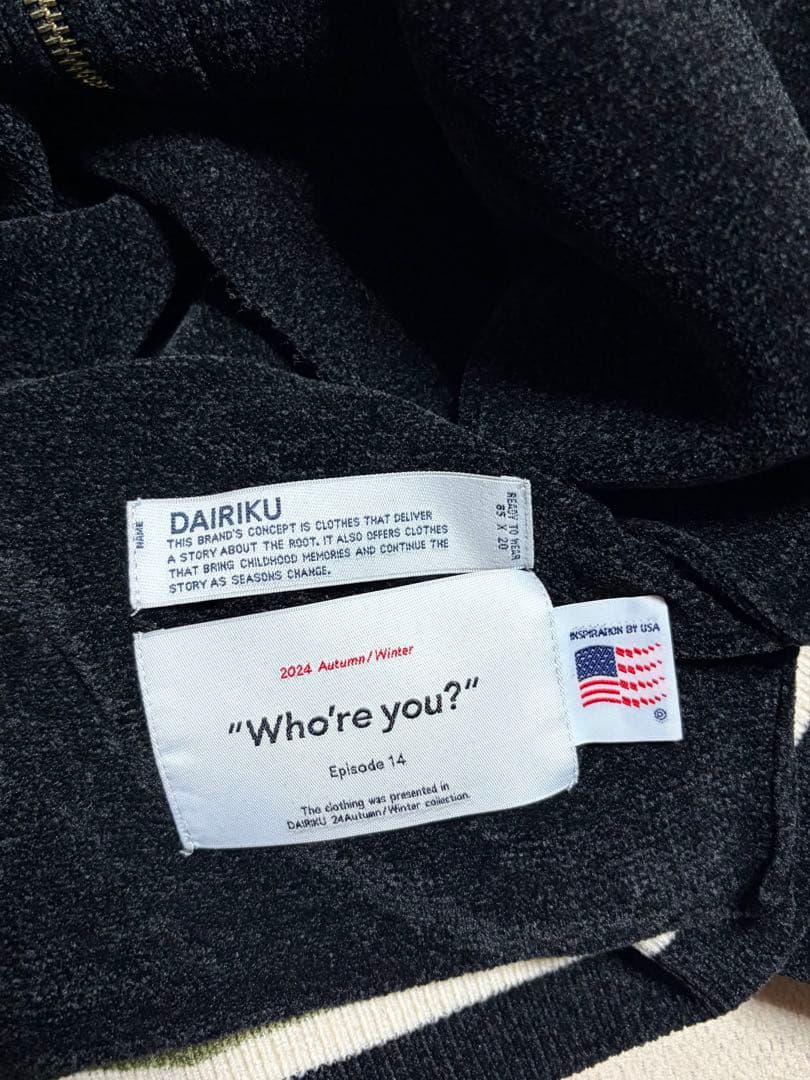 NAME
DAIRIKU
THIS BRAND'S CONCEPT IS CLOTHES THAT DELIVER
A STORY ABOUT THE ROOT. IT ALSO OFFERS CLOTHES
THAT BRING CHILDHOOD MEMORIES AND CONTINUE THE
STORY AS SEASONS CHANGE.
READY TO WEAR
85 X 20
2024 Autumn/Winter
"Who're you?"
Episode 14
The clothing was presented in
DAIRIKU 24Autumn/Winter collection.
INSPIRATION BY USA